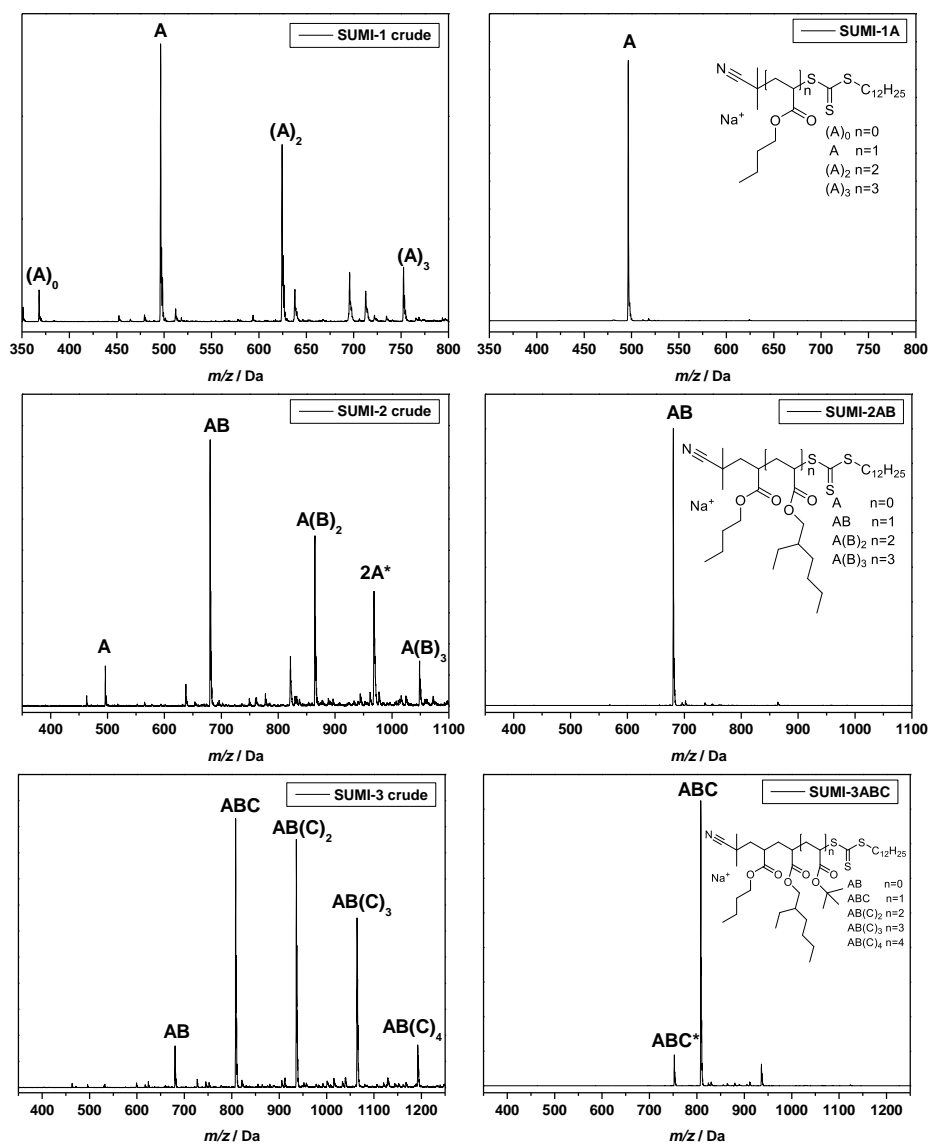 SUMI-1 crude
A
(A)2
(A)3
(A)0
350 400 450 500 550 600 650 700 750 800
m/z / Da
SUMI-1A
A
N
S S
n
C12H25
S
Na+
O O
(A)0 n=0
A n=1
(A)2 n=2
(A)3 n=3
350 400 450 500 550 600 650 700 750 800
m/z / Da
SUMI-2 crude
AB
A(B)2
2A*
A
A(B)3
400 500 600 700 800 900 1000 1100
m/z / Da
SUMI-2AB
AB
N
S S
n
C12H25
S
Na+
O O O O
A n=0
AB n=1
A(B)2 n=2
A(B)3 n=3
400 500 600 700 800 900 1000 1100
m/z / Da
SUMI-3 crude
ABC
AB(C)2
AB(C)3
AB
AB(C)4
400 500 600 700 800 900 1000 1100 1200
m/z / Da
SUMI-3ABC
ABC
N
S S
n
C12H25
S
Na+
O O O O O O
AB n=0
ABC n=1
AB(C)2 n=2
AB(C)3 n=3
AB(C)4 n=4
ABC*
400 500 600 700 800 900 1000 1100 1200
m/z / Da